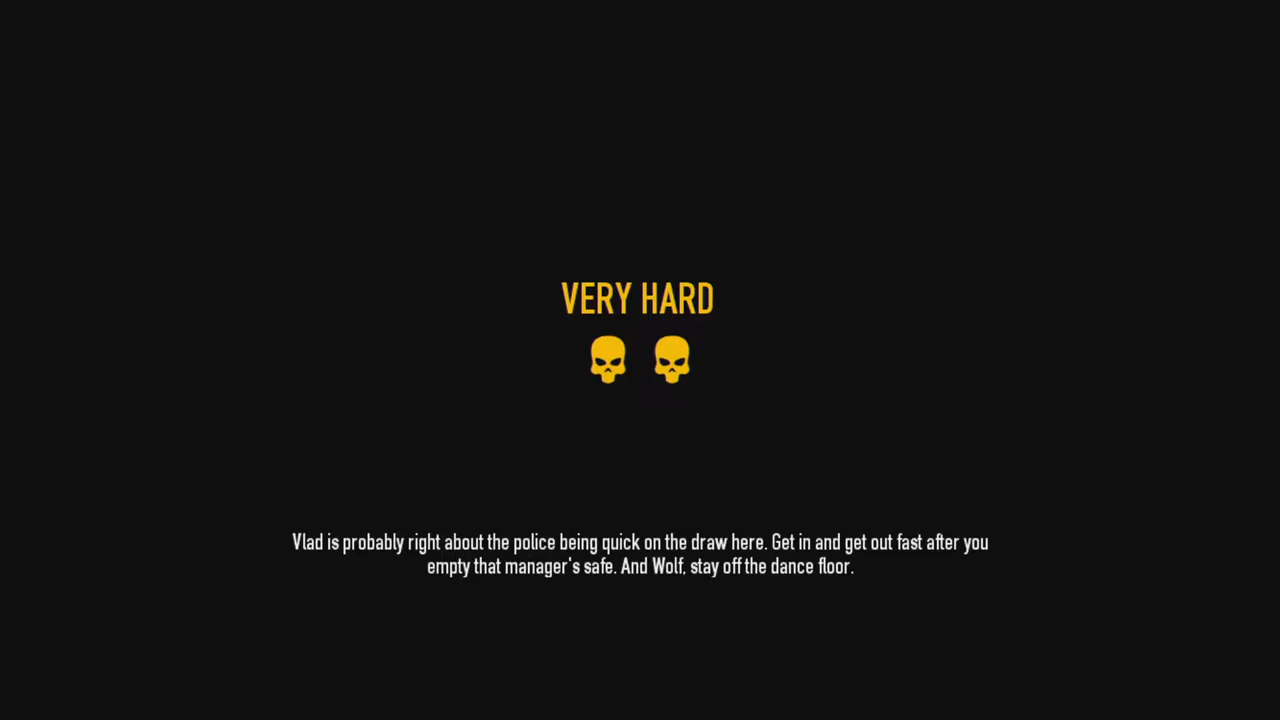 VERY HARD
Vlad is probably right about the police being quick on the draw here. Get in and get out fast after you
empty that manager's safe. And Wolf, stay off the dance floor.